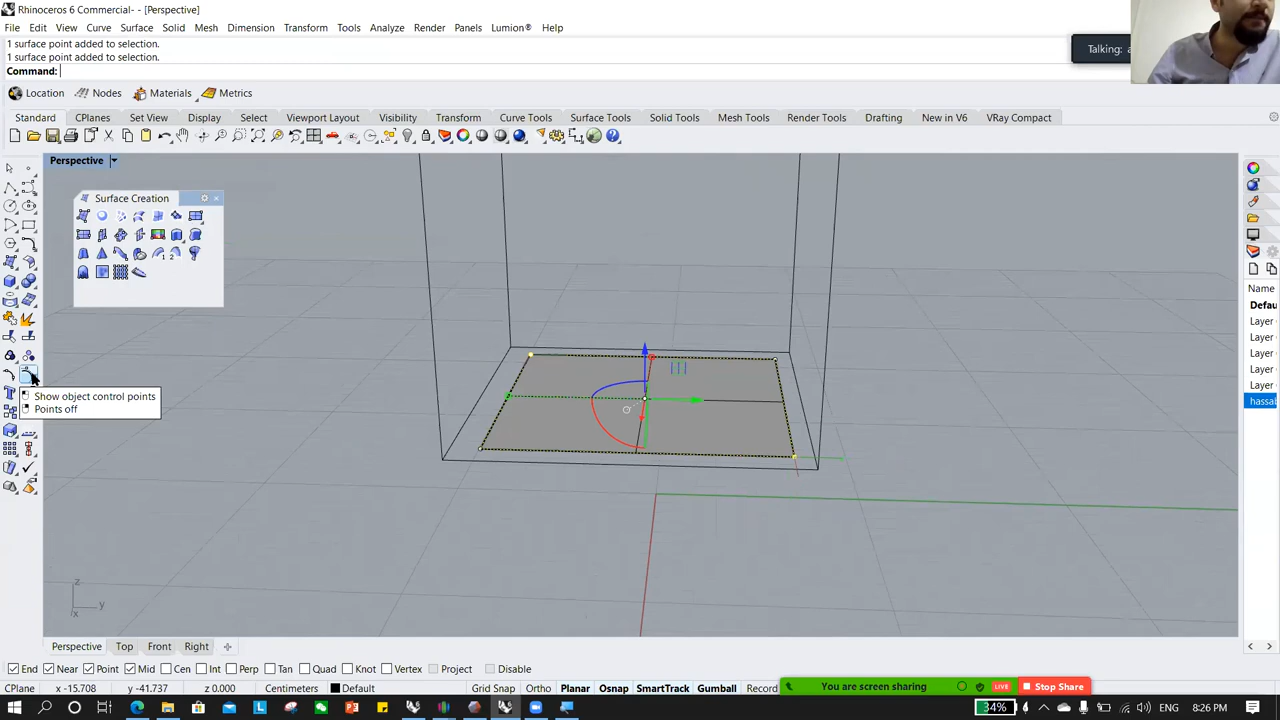 Rhinoceros 6 Commercial- - [Perspective]
File Edit View Curve Surface Solid Mesh Dimension Transform Tools Analyze Render Panels Lumion® Help
1 surface point added to selection.
1 surface point added to selection.
Talking: a
Command:
Location Nodes Materials Metrics
Standard CPlanes Set View Display Select Viewport Layout Visibility Transform Curve Tools Surface Tools Solid Tools Mesh Tools Render Tools Drafting New in V6 VRay Compact
Perspective
Surface Creation
Name
Defau
Layer
Layer
Layer
Layer
Layer
hassab
Show object control points
Points off
z
y
x
Perspective Top Front Right
End Near Point Mid Cen Int Perp Tan Quad Knot Vertex Project Disable
CPlane x -15.708 y -41.737 z 0.000 Centimeters Default Grid Snap Ortho Planar Osnap SmartTrack Gumball Record
You are screen sharing LIVE Stop Share
34% ENG 8:26 PM